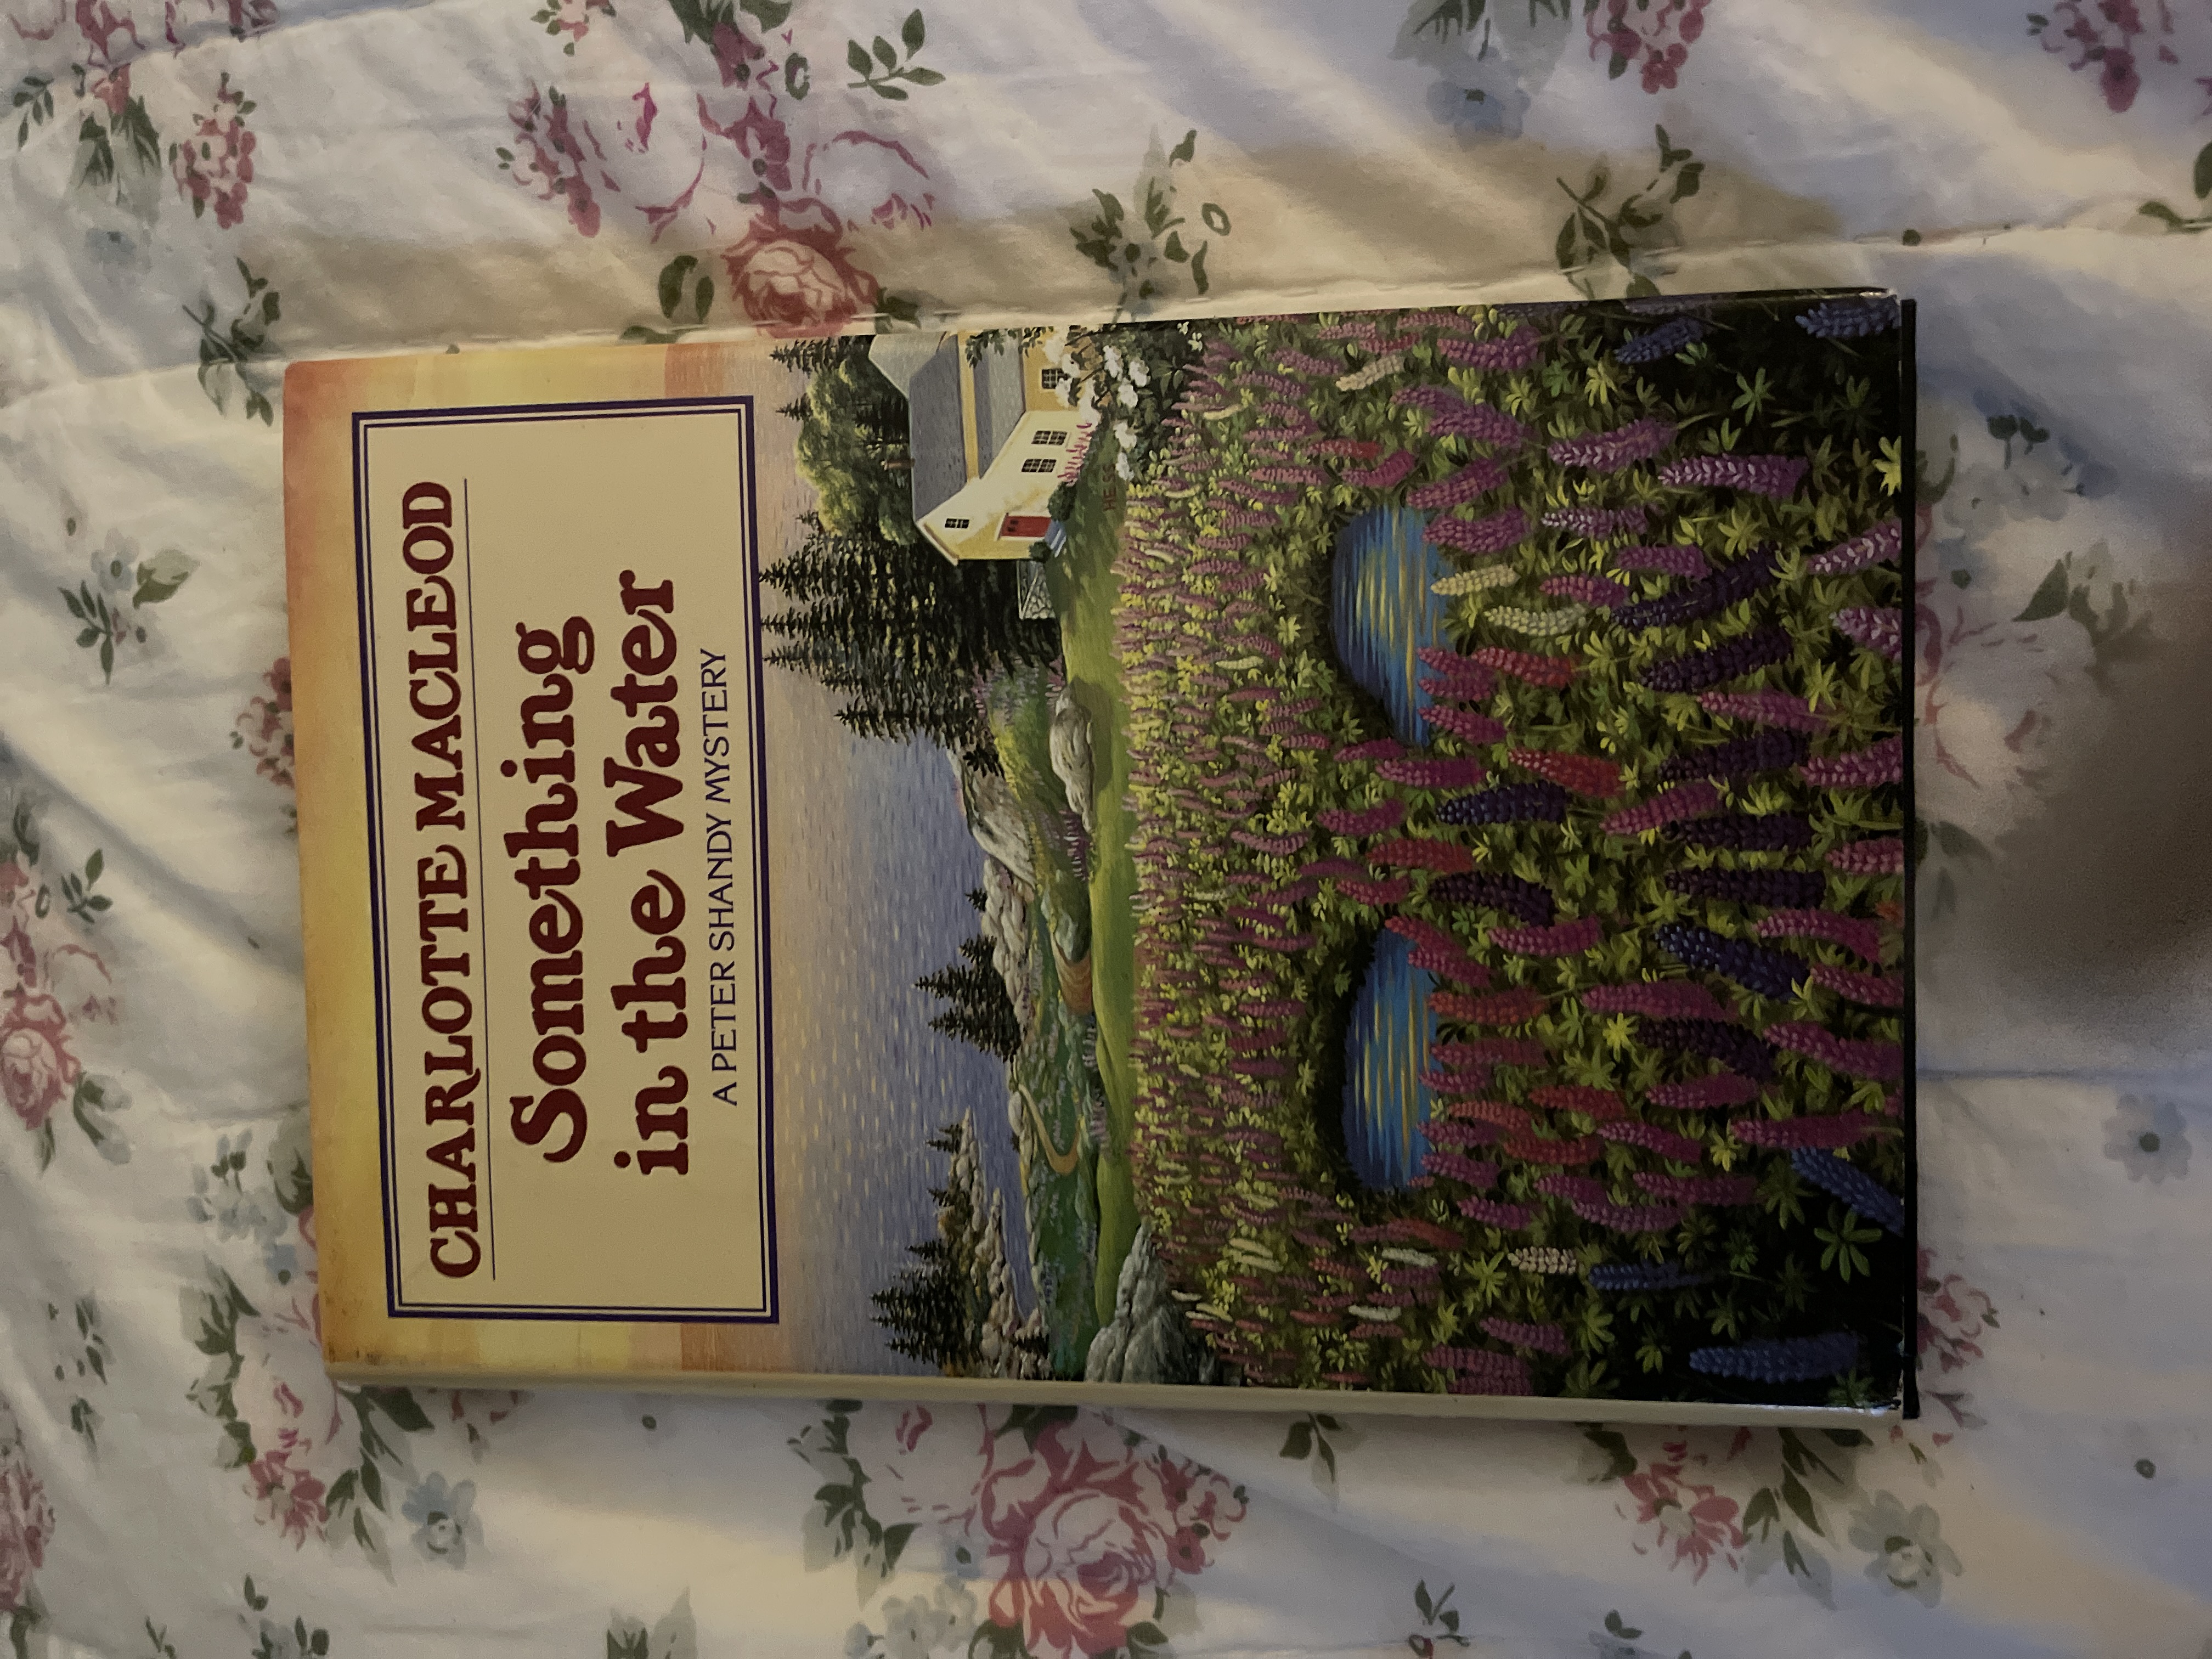 CHARLOTTE MACLEOD
Something
in the Water
A PETER SHANDY MYSTERY